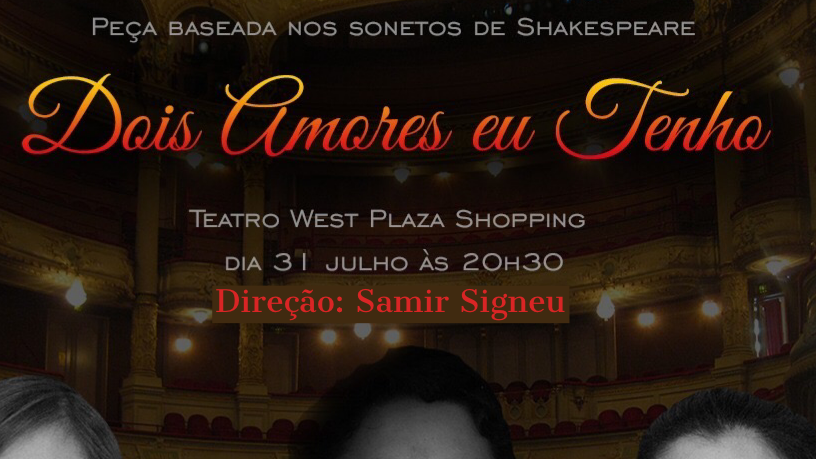 Peça baseada nos sonetos de Shakespeare
Dois Amores eu Tenho
Teatro West Plaza Shopping
dia 31 julho às 20h30
Direção: Samir Signeu